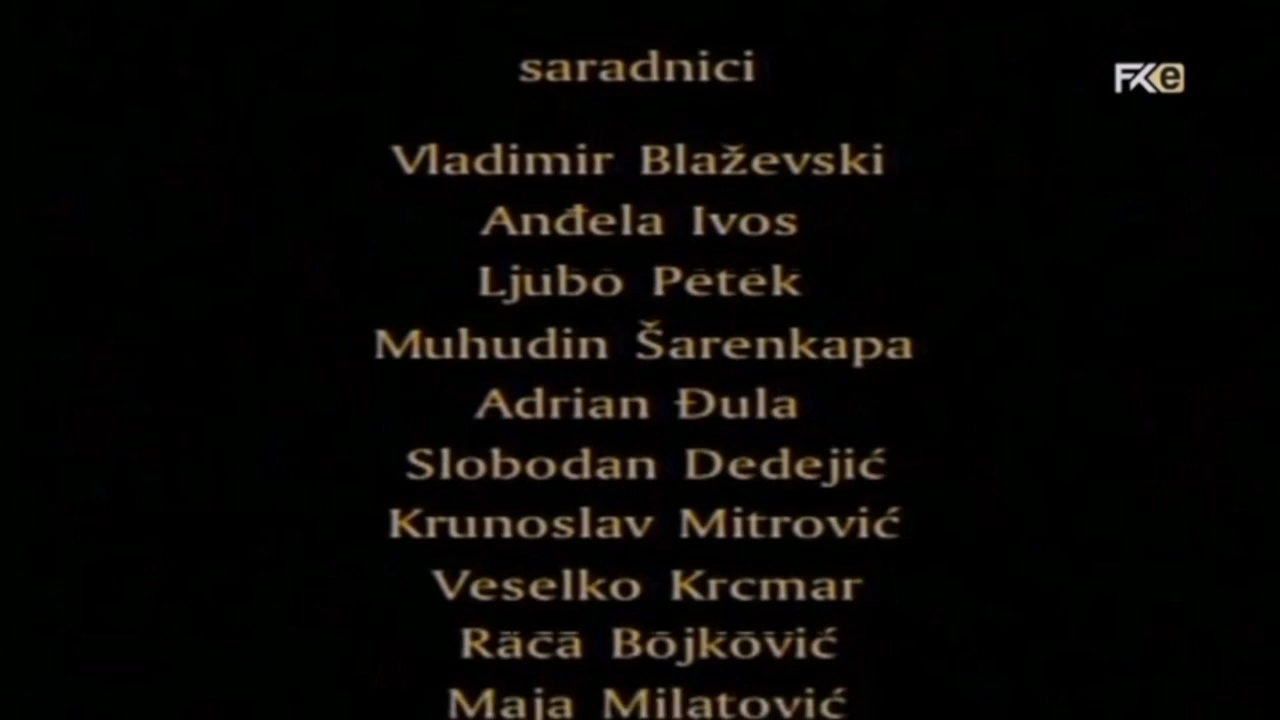 saradnici
FKe
Vladimir Blaževski
Anđela Ivos
Ljubo Petek
Muhudin Šarenkapa
Adrian Đula
Slobodan Dedejić
Krunoslav Mitrović
Veselko Krcmar
Raca Bojković
Maja Milatović